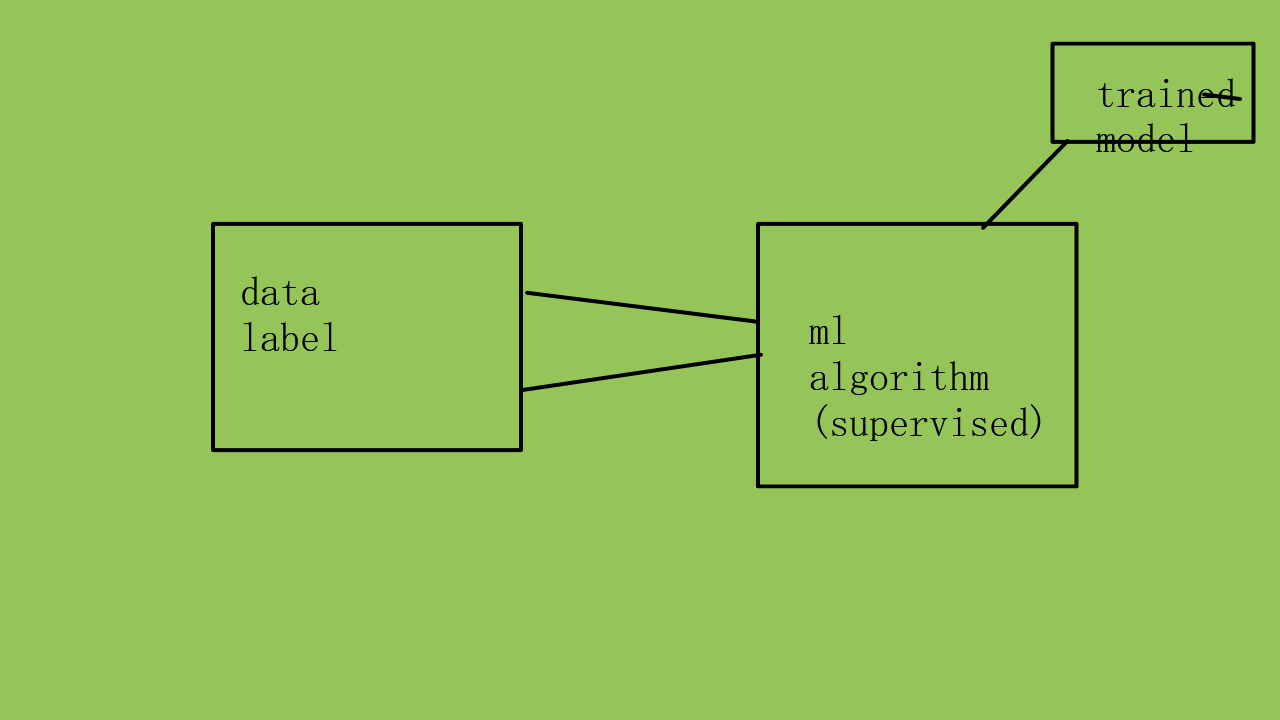 trained
model
data
label
ml
algorithm
(supervised)